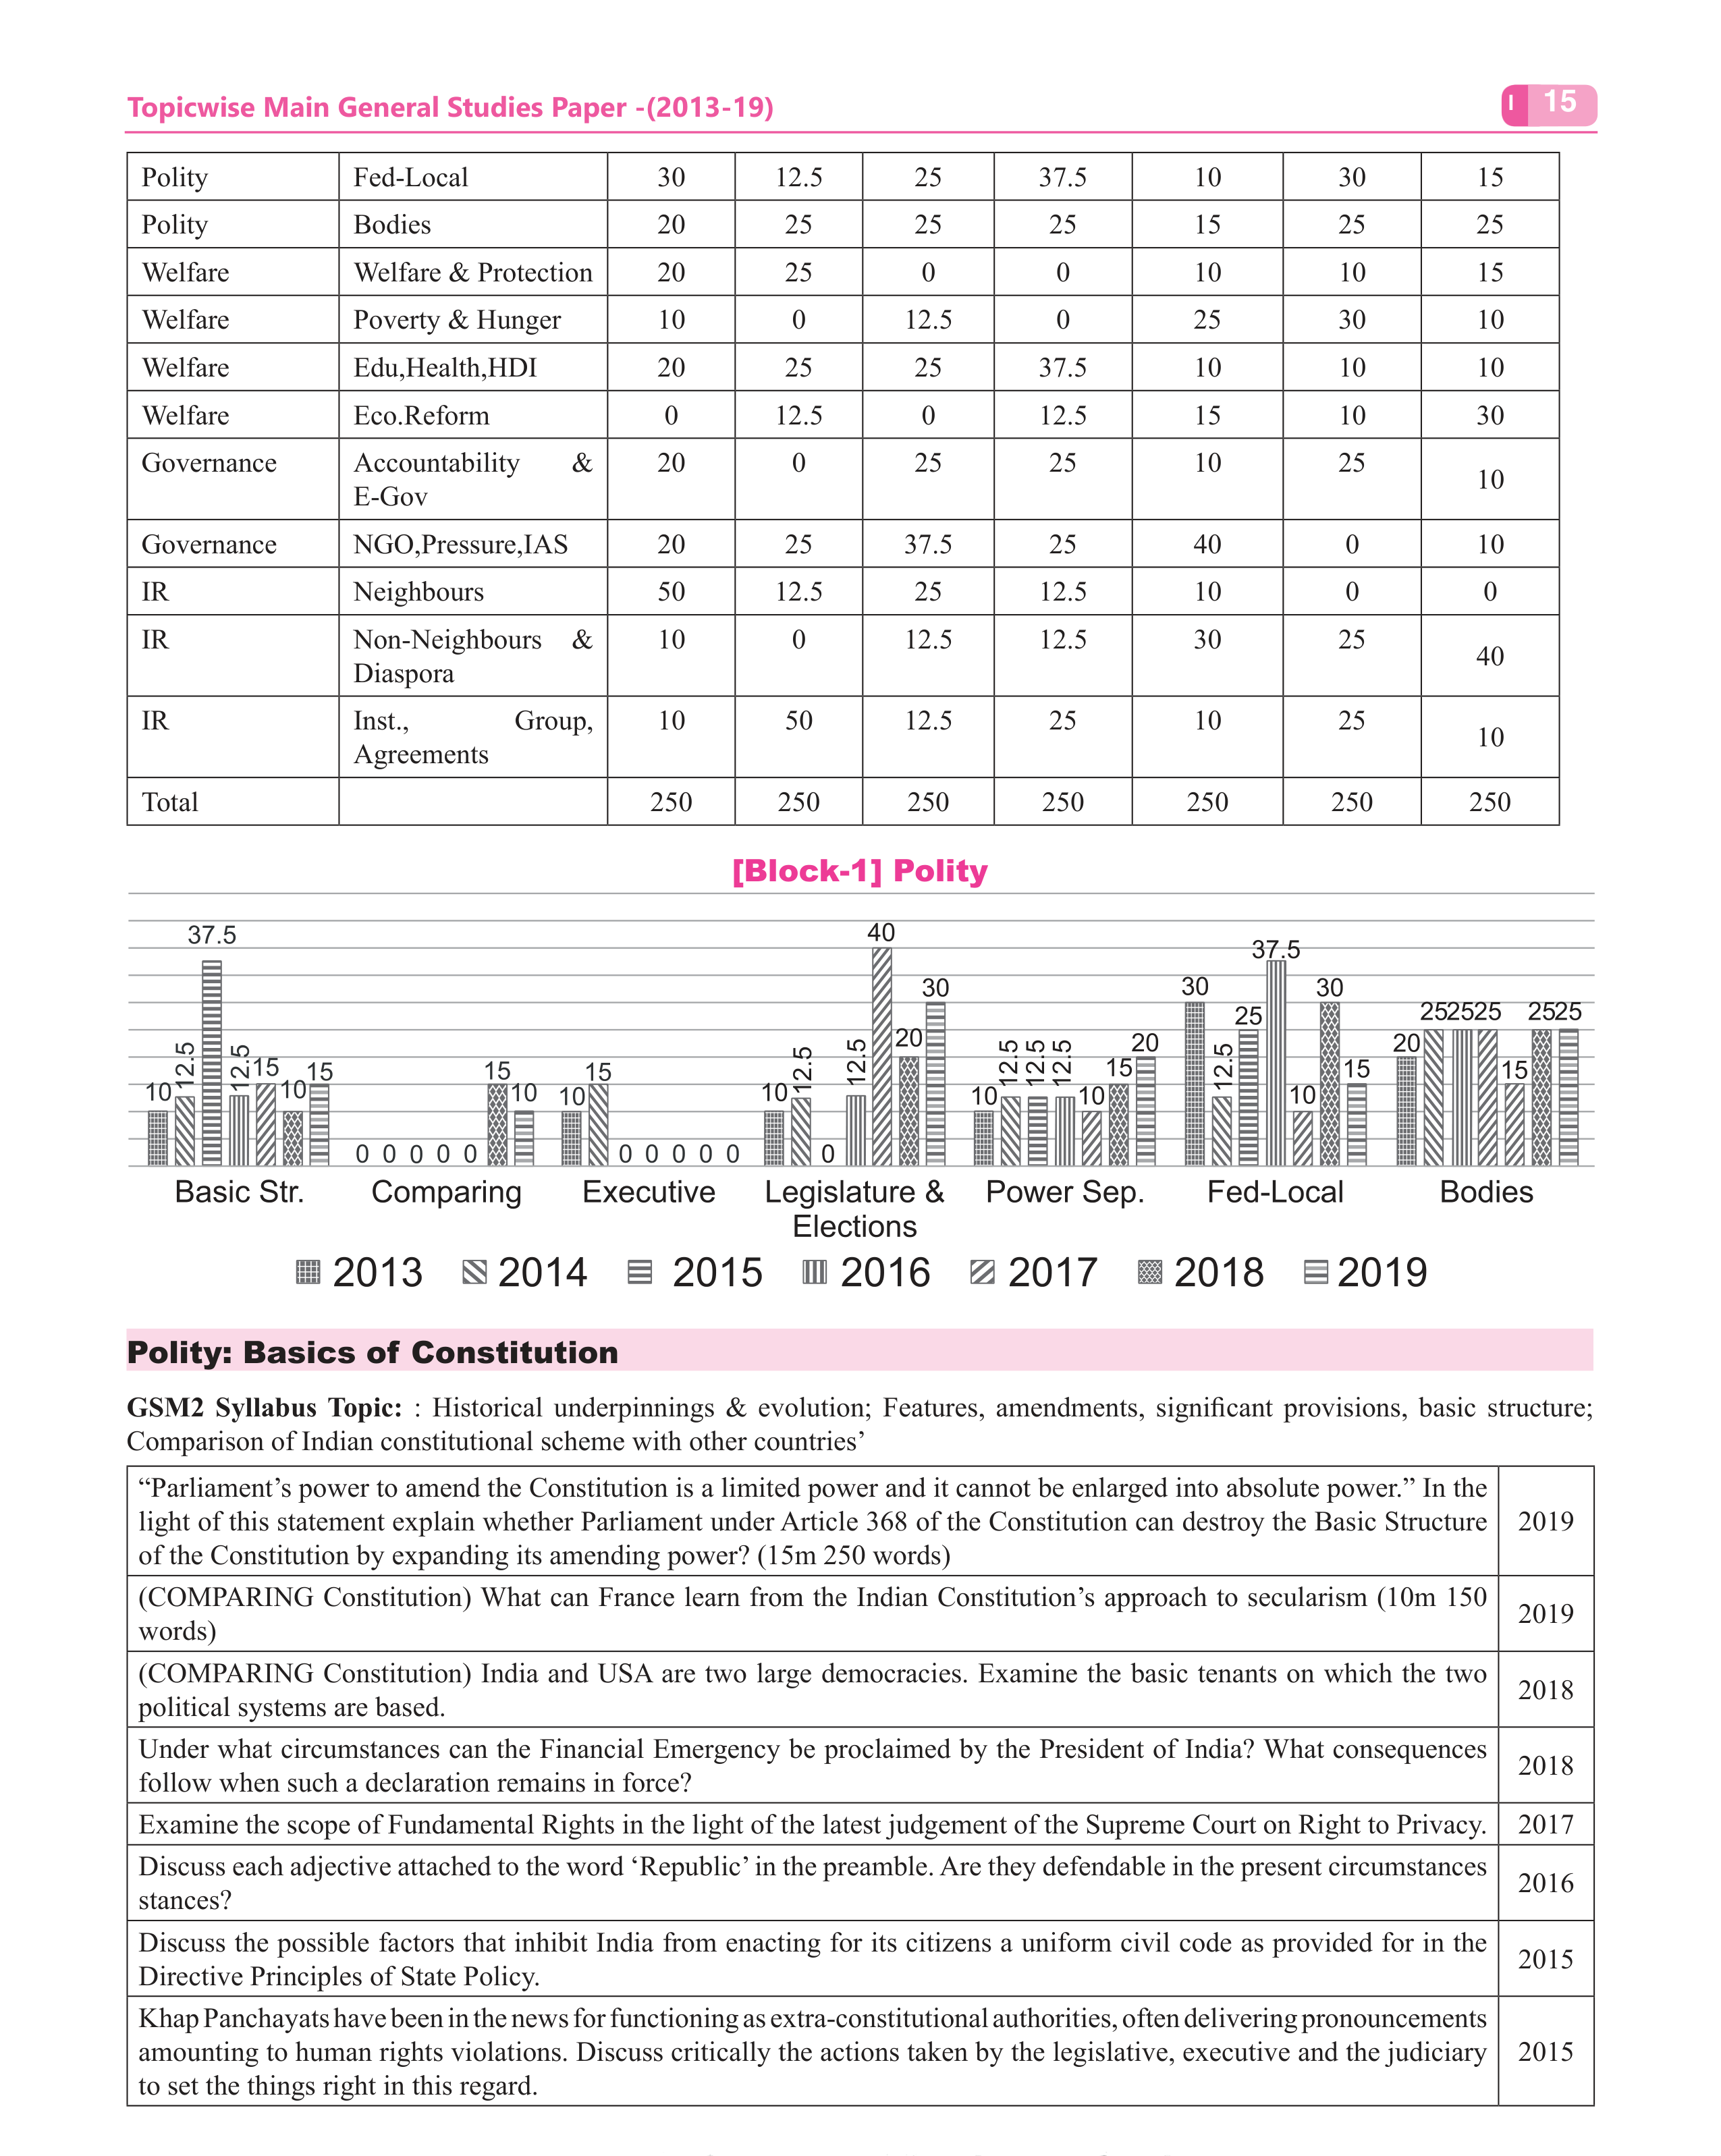 Topicwise Main General Studies Paper -(2013-19)
I 15
Polity Fed-Local 30 12.5 25 37.5 10 30 15
Polity Bodies 20 25 25 25 15 25 25
Welfare Welfare & Protection 20 25 0 0 10 10 15
Welfare Poverty & Hunger 10 0 12.5 0 25 30 10
Welfare Edu,Health,HDI 20 25 25 37.5 10 10 10
Welfare Eco.Reform 0 12.5 0 12.5 15 10 30
Governance Accountability & 20 0 25 25 10 25 10
E-Gov
Governance NGO,Pressure,IAS 20 25 37.5 25 40 0 10
IR Neighbours 50 12.5 25 12.5 10 0 0
IR Non-Neighbours & 10 0 12.5 12.5 30 25 40
Diaspora
IR Inst., Group, 10 50 12.5 25 10 25 10
Agreements
Total 250 250 250 250 250 250 250
[Block-1] Polity
10 12.5 37.5 12.5 15 10 15
0 0 0 0 0 15 10
10 15 0 0 0 0 0
10 12.5 0 12.5 40 20 30
10 12.5 12.5 12.5 10 15 20
30 12.5 25 37.5 10 30 15
20 25 25 25 15 25 25
Basic Str. Comparing Executive Legislature & Power Sep. Fed-Local Bodies
Elections
2013 2014 2015 2016 2017 2018 2019
Polity: Basics of Constitution
GSM2 Syllabus Topic: : Historical underpinnings & evolution; Features, amendments, significant provisions, basic structure;
Comparison of Indian constitutional scheme with other countries’
“Parliament’s power to amend the Constitution is a limited power and it cannot be enlarged into absolute power.” In the
light of this statement explain whether Parliament under Article 368 of the Constitution can destroy the Basic Structure 2019
of the Constitution by expanding its amending power? (15m 250 words)
(COMPARING Constitution) What can France learn from the Indian Constitution’s approach to secularism (10m 150 2019
words)
(COMPARING Constitution) India and USA are two large democracies. Examine the basic tenants on which the two 2018
political systems are based.
Under what circumstances can the Financial Emergency be proclaimed by the President of India? What consequences 2018
follow when such a declaration remains in force?
Examine the scope of Fundamental Rights in the light of the latest judgement of the Supreme Court on Right to Privacy. 2017
Discuss each adjective attached to the word ‘Republic’ in the preamble. Are they defendable in the present circumstances 2016
stances?
Discuss the possible factors that inhibit India from enacting for its citizens a uniform civil code as provided for in the 2015
Directive Principles of State Policy.
Khap Panchayats have been in the news for functioning as extra-constitutional authorities, often delivering pronouncements
amounting to human rights violations. Discuss critically the actions taken by the legislative, executive and the judiciary 2015
to set the things right in this regard.